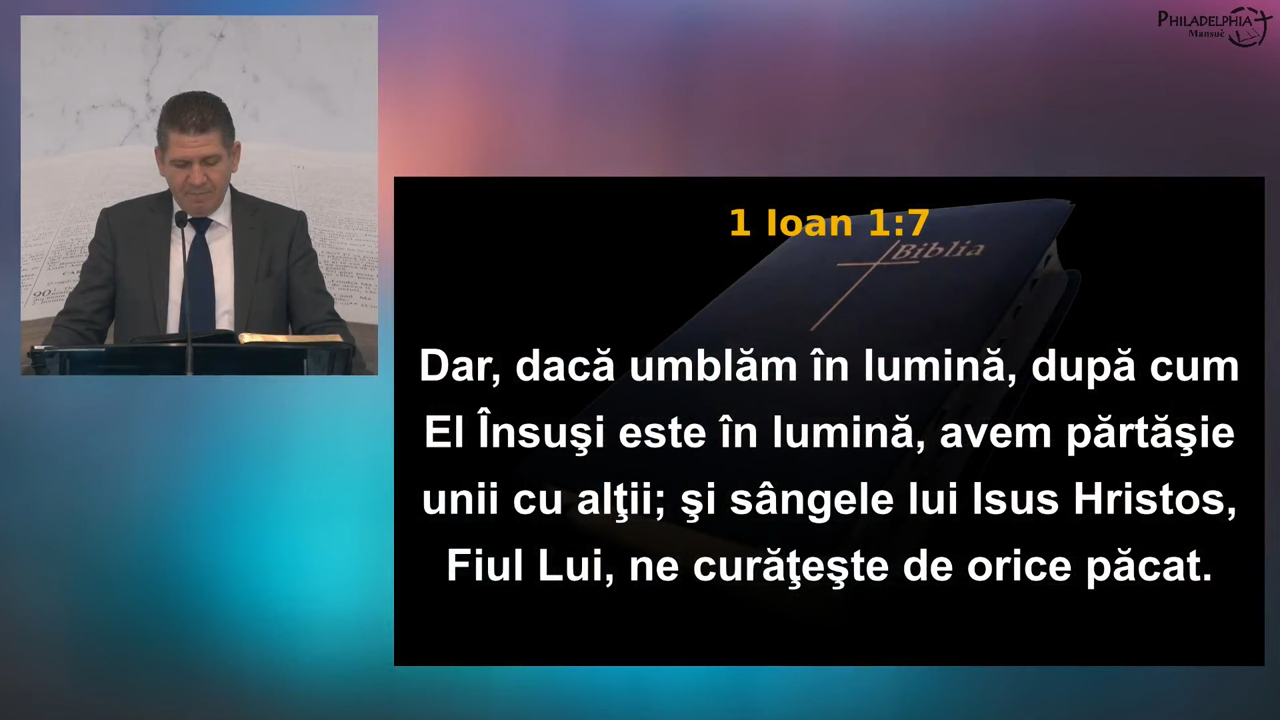 PHILADELPHIA
Mansuè
1 Ioan 1:7
Biblia
Dar, dacă umblăm în lumină, după cum
El Însuşi este în lumină, avem părtăşie
unii cu alţii; şi sângele lui Isus Hristos,
Fiul Lui, ne curăţeşte de orice păcat.